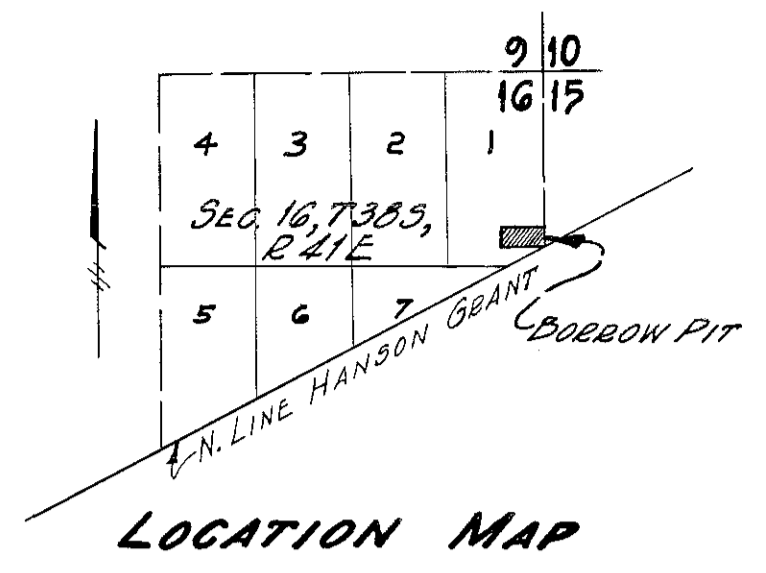 9 10
16 15
4 3 2 1
SEC. 16, T38S,
R 41E
5 6 7
N. LINE HANSON GRANT
BORROW PIT
LOCATION MAP